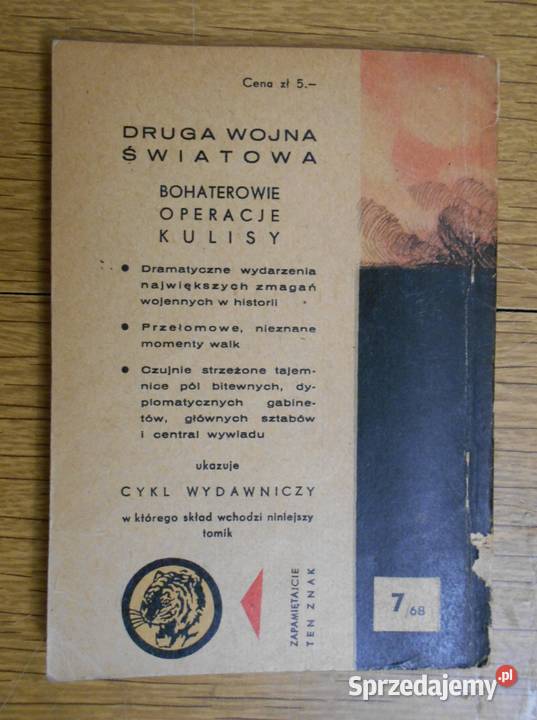 Cena zł 5.–
DRUGA WOJNA
ŚWIATOWA
BOHATEROWIE
OPERACJE
KULISY
● Dramatyczne wydarzenia
największych zmagań
wojennych w historii
● Przełomowe, nieznane
momenty walk
● Czujnie strzeżone tajem-
nice pól bitewnych, dy-
plomatycznych gabine-
tów, głównych sztabów
i central wywiadu
ukazuje
CYKL WYDAWNICZY
w którego skład wchodzi niniejszy
tomik
ZAPAMIĘTAJCIE
TEN ZNAK
7/68
Sprzedajemy.pl